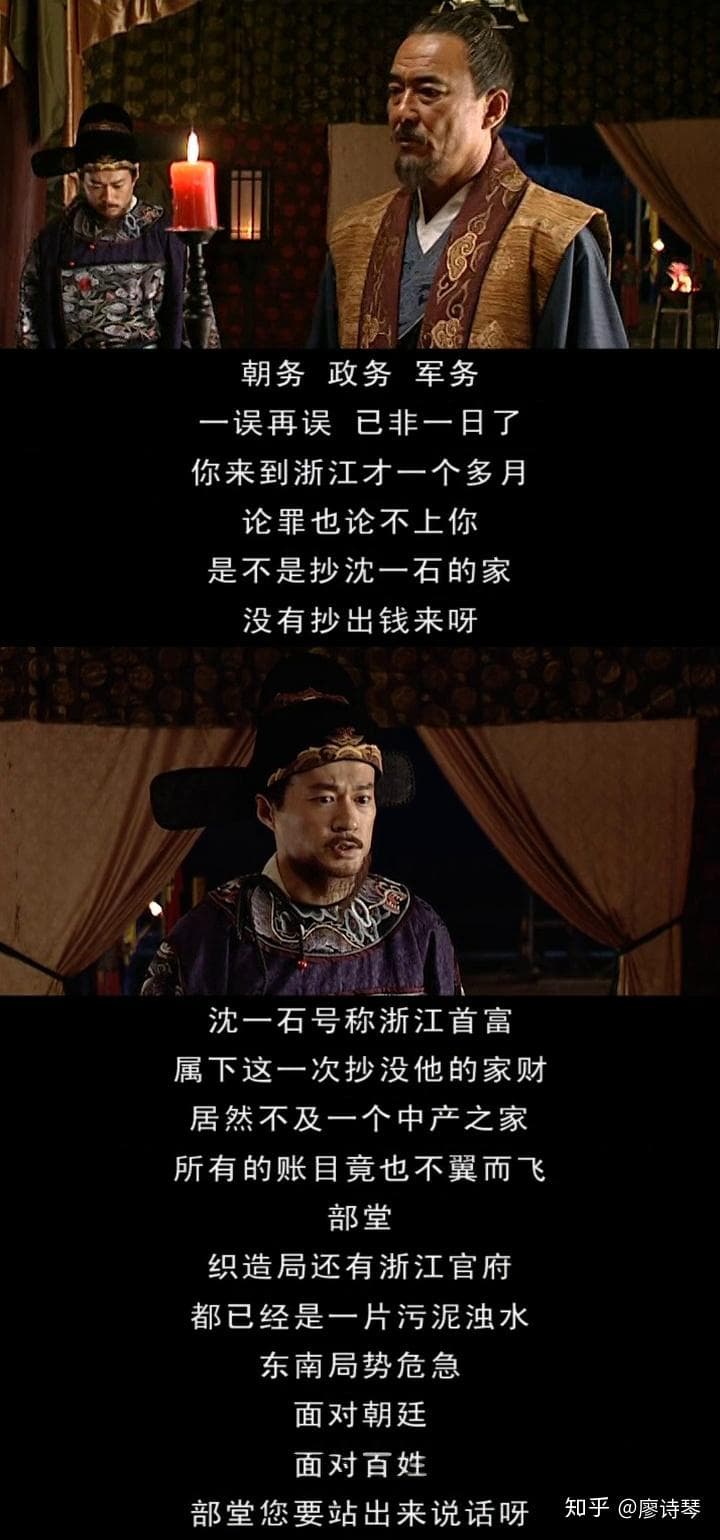 朝务 政务 军务
一误再误 已非一日了
你来到浙江才一个多月
论罪也论不上你
是不是抄沈一石的家
没有抄出钱来呀
沈一石号称浙江首富
属下这一次抄没他的家财
居然不及一个中产之家
所有的账目竟也不翼而飞
部堂
织造局还有浙江官府
都已经是一片污泥浊水
东南局势危急
面对朝廷
面对百姓
部堂您要站出来说话呀
知乎 @廖诗琴